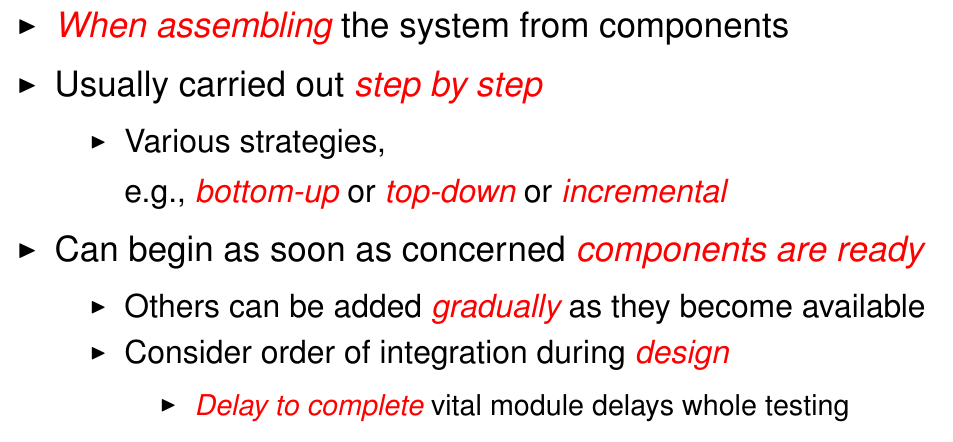 ► When assembling the system from components
► Usually carried out step by step
► Various strategies,
e.g., bottom-up or top-down or incremental
► Can begin as soon as concerned components are ready
► Others can be added gradually as they become available
► Consider order of integration during design
► Delay to complete vital module delays whole testing